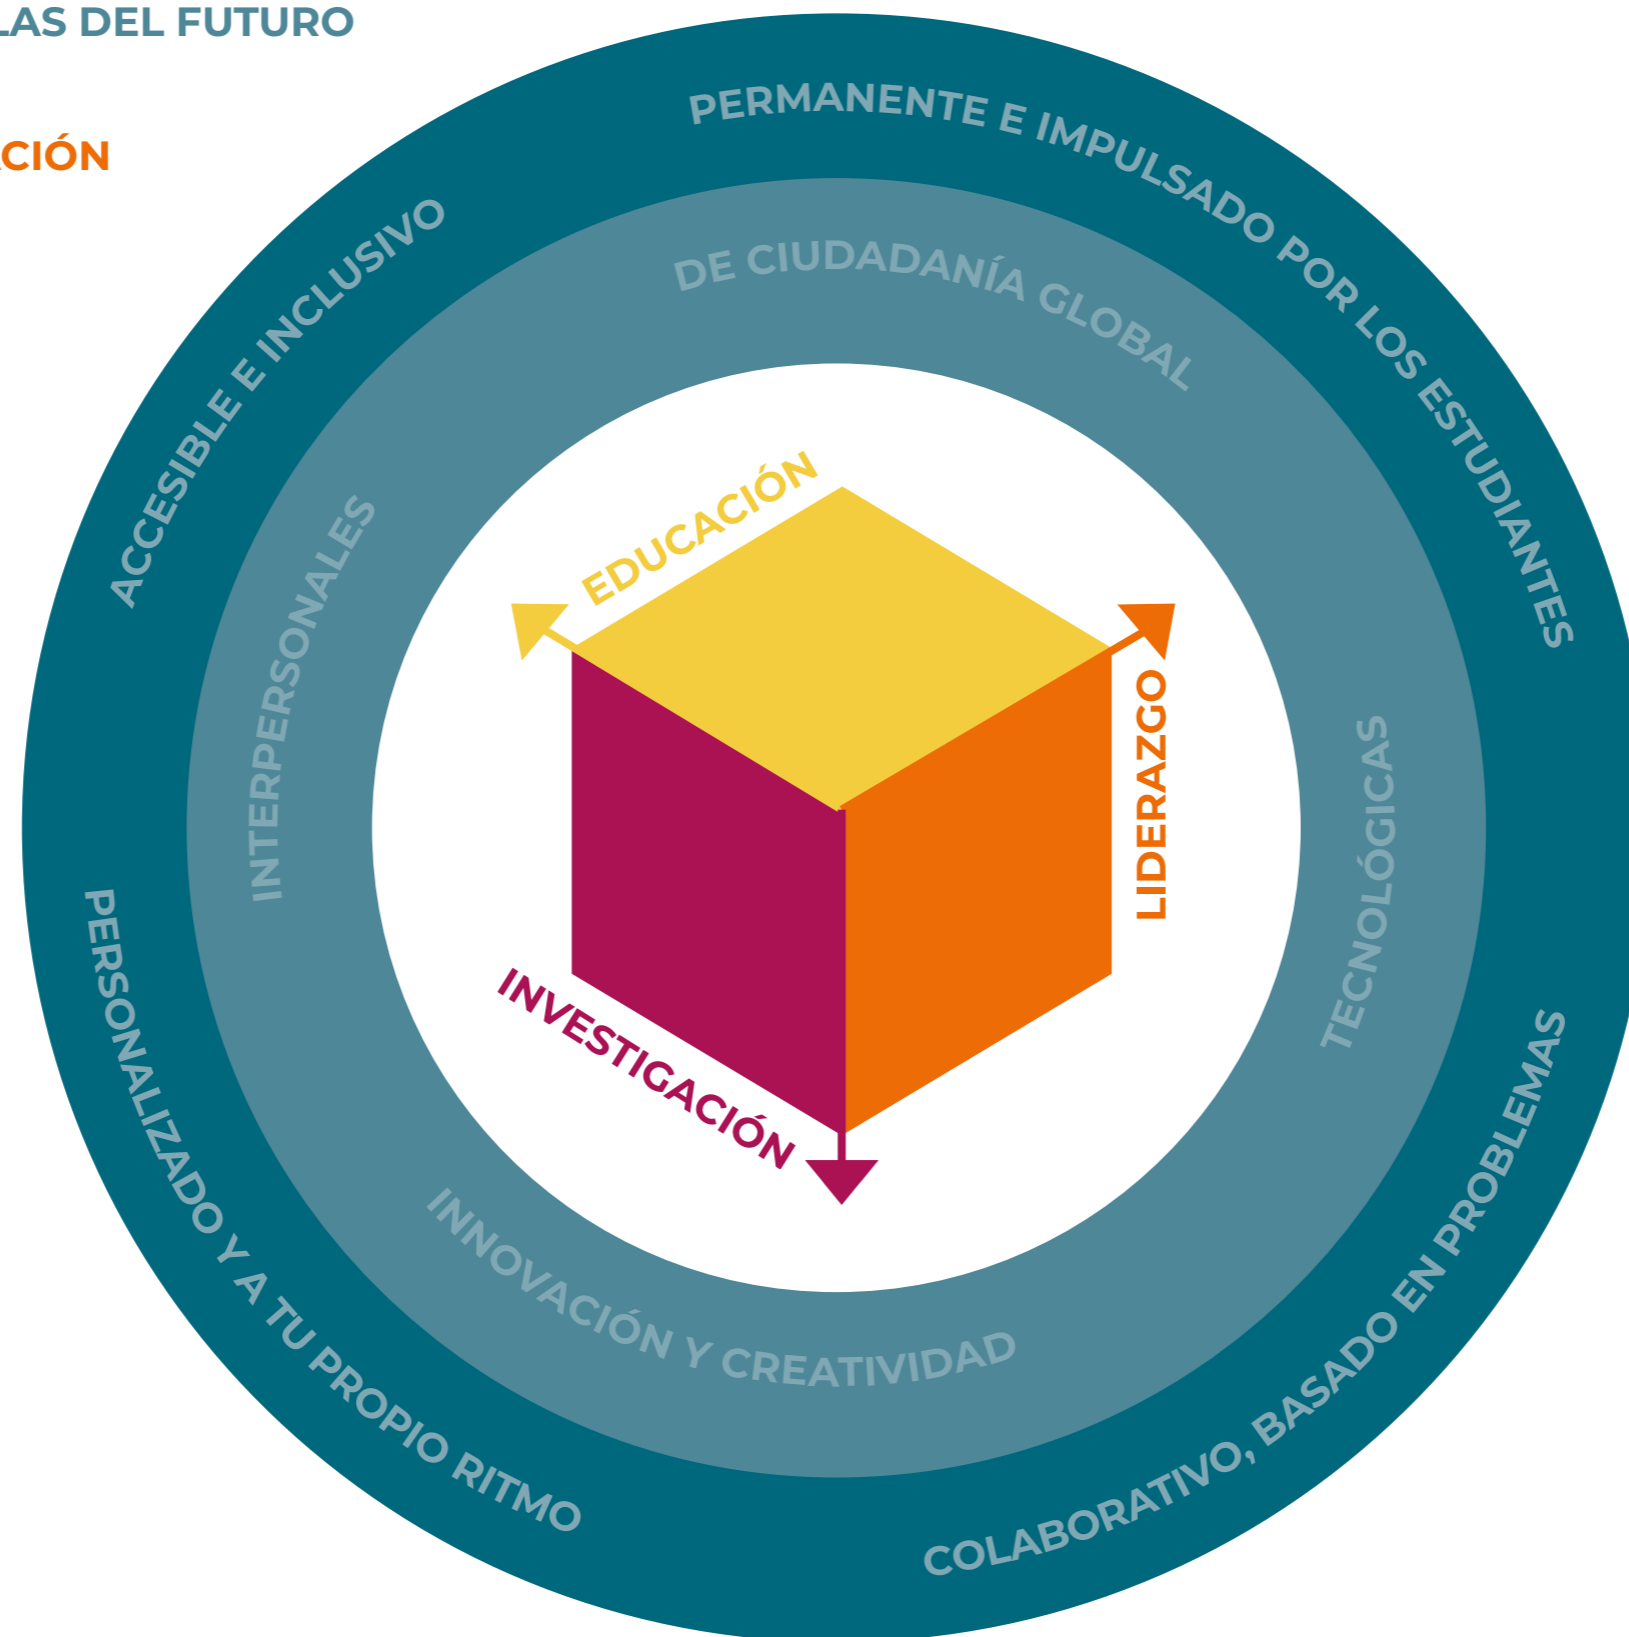 LAS DEL FUTURO
CIÓN
PERMANENTE E IMPULSADO POR LOS ESTUDIANTES
ACCESIBLE E INCLUSIVO
DE CIUDADANÍA GLOBAL
INTERPERSONALES
EDUCACIÓN
LIDERAZGO
TECNOLÓGICAS
INVESTIGACIÓN
INNOVACIÓN Y CREATIVIDAD
PERSONALIZADO Y A TU PROPIO RITMO
COLABORATIVO, BASADO EN PROBLEMAS